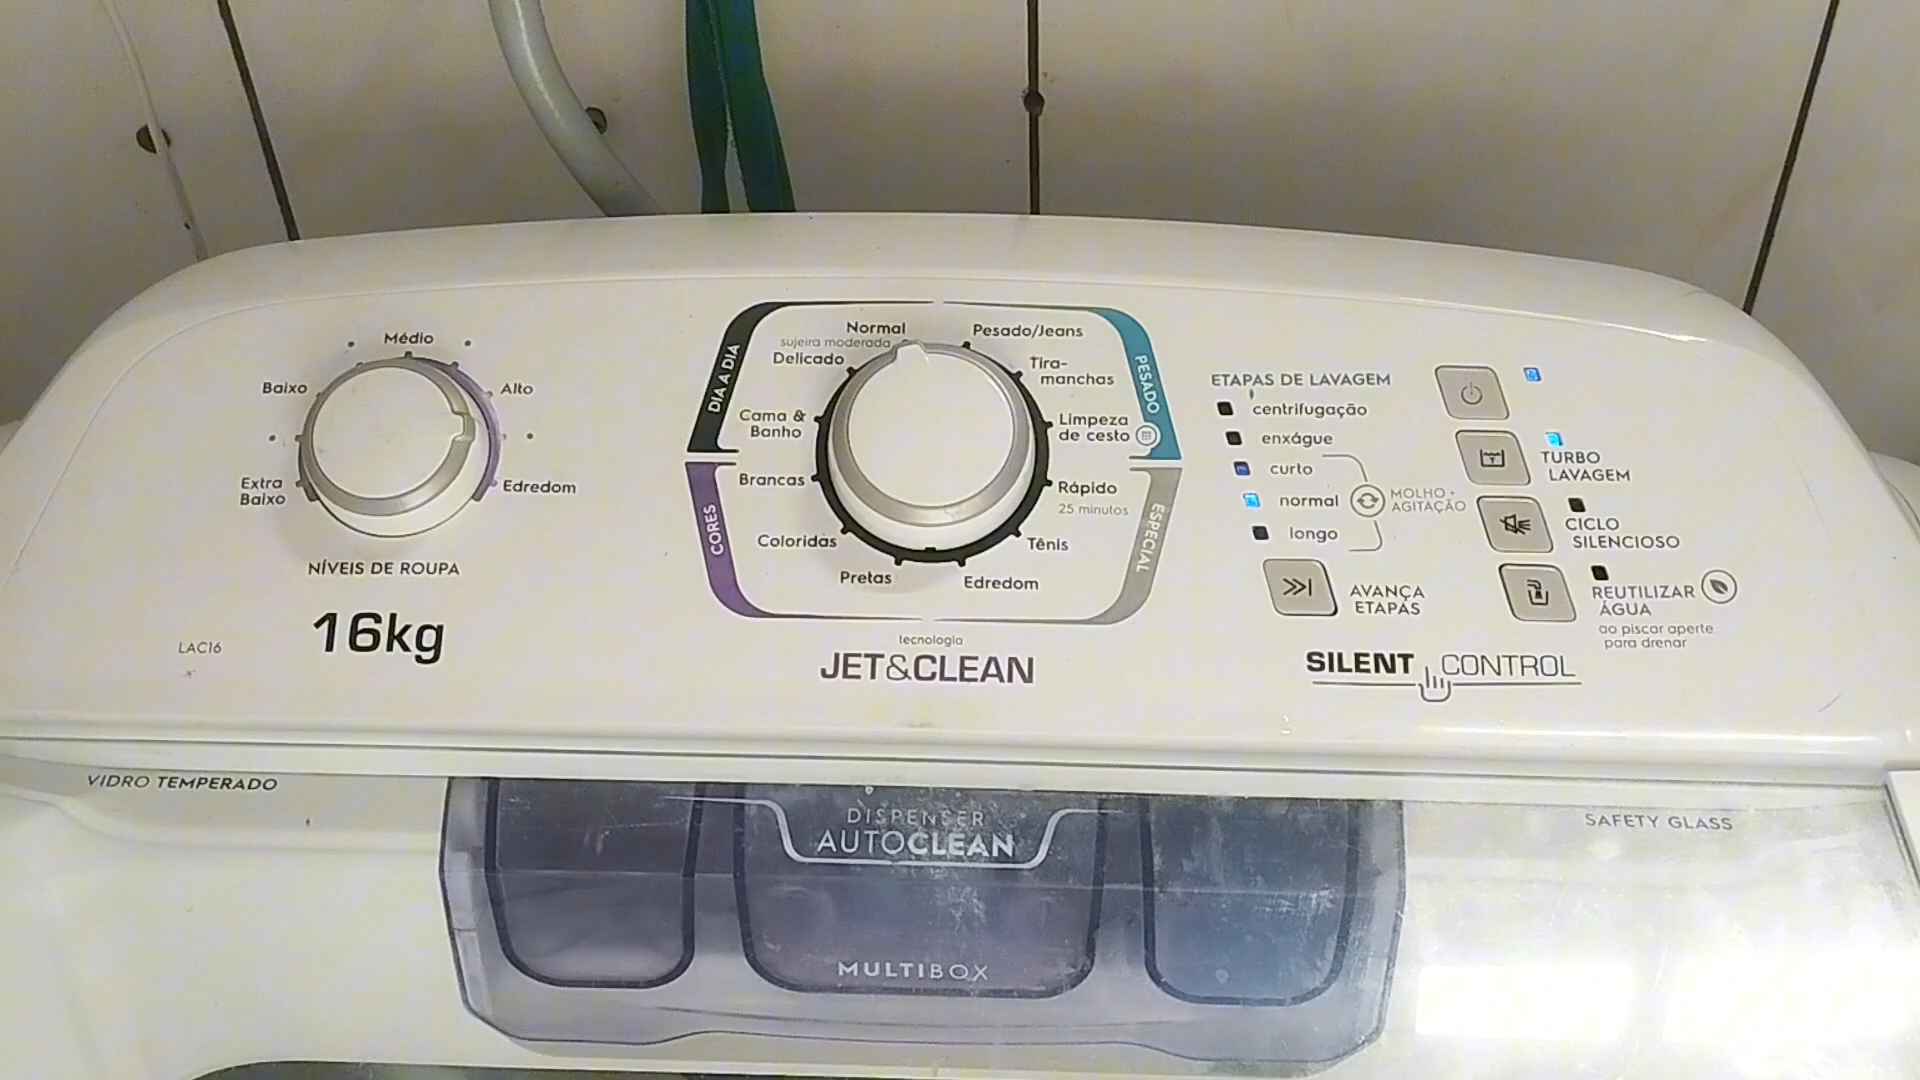 Médio
Baixo
Alto
Extra
Baixo
Edredom
NÍVEIS DE ROUPA
16kg
LAC16
DIA A DIA
Normal
sujeira moderada
Delicado
Cama &
Banho
CORES
Brancas
Coloridas
Pretas
PESADO
Pesado/Jeans
Tira-
manchas
Limpeza
de cesto
ESPECIAL
Rápido
25 minutos
Tênis
Edredom
tecnologia
JET&CLEAN
ETAPAS DE LAVAGEM
centrifugação
enxágue
curto
normal
longo
MOLHO
AGITAÇÃO
AVANÇA
ETAPAS
TURBO
LAVAGEM
CICLO
SILENCIOSO
REUTILIZAR
ÁGUA
ao piscar aperte
para drenar
SILENT CONTROL
VIDRO TEMPERADO
DISPENSER
AUTOCLEAN
MULTIBOX
SAFETY GLASS